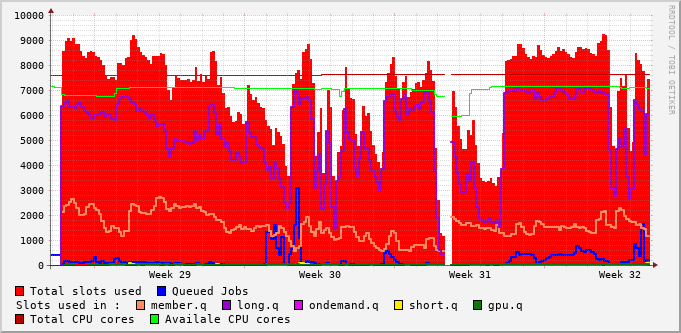 10000
9000
8000
7000
6000
5000
4000
3000
2000
1000
0
Week 29 Week 30 Week 31 Week 32
RRDTOOL / TOBI OETIKER
Total slots used Queued Jobs
Slots used in : member.q long.q ondemand.q short.q gpu.q
Total CPU cores Availale CPU cores